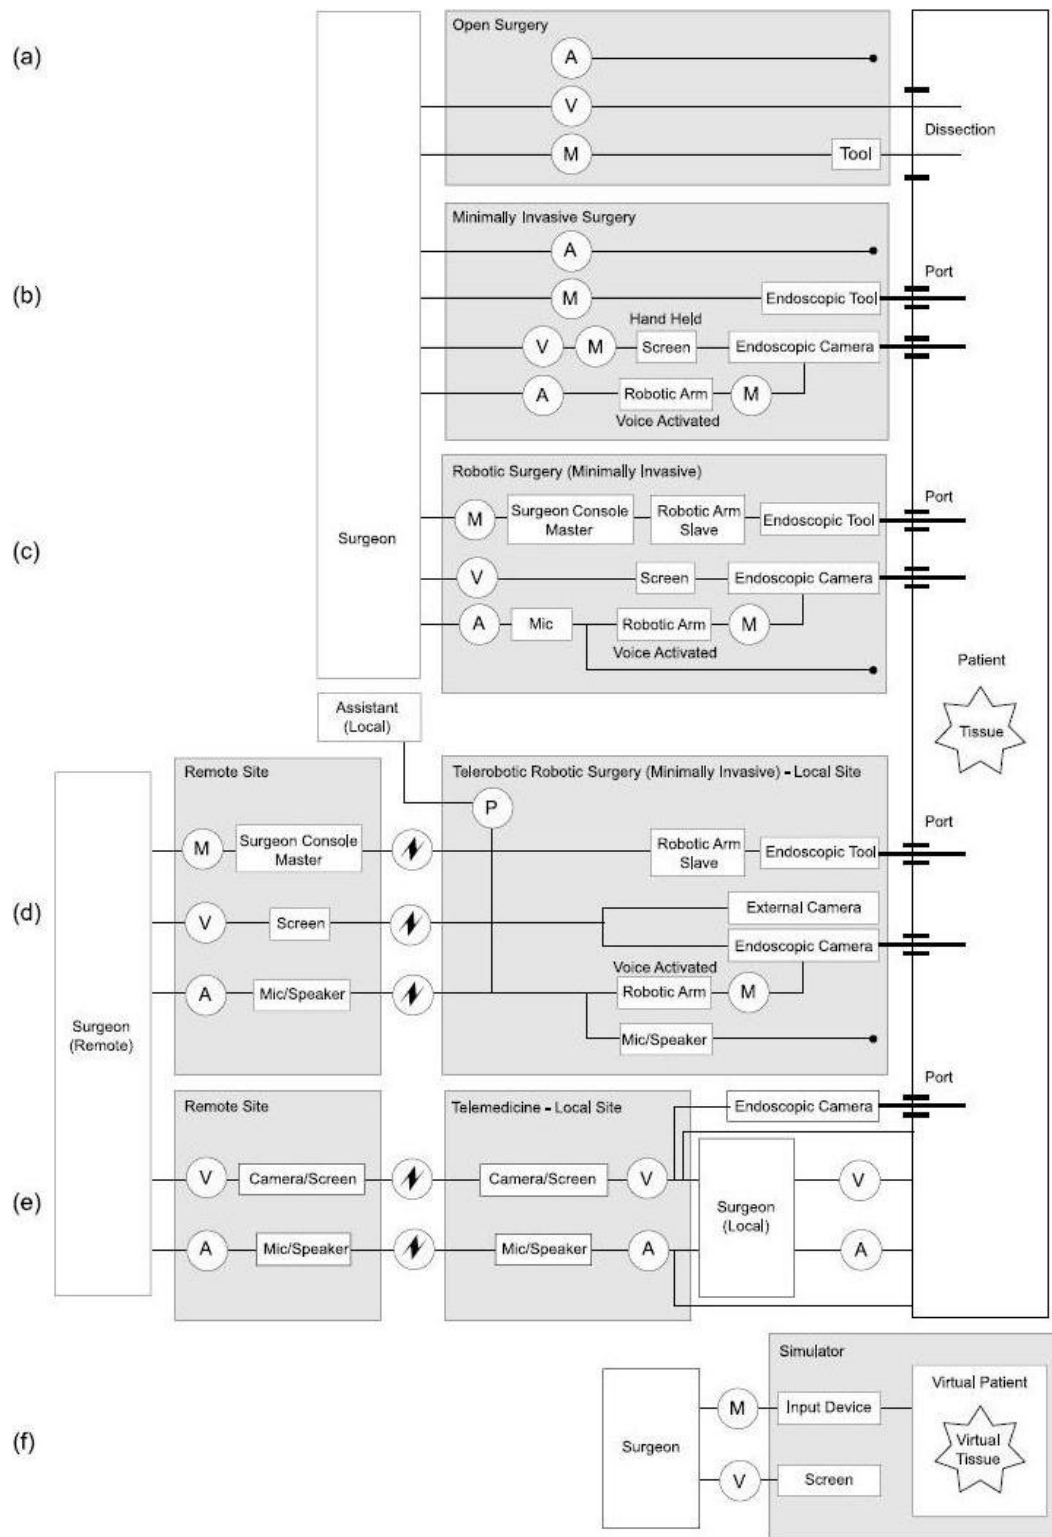 (a)
Open Surgery
A
V
Dissection
M
Tool
Minimally Invasive Surgery
A
(b)
Port
M
Endoscopic Tool
Hand Held
V
M
Screen
Endoscopic Camera
A
Robotic Arm
M
Voice Activated
Robotic Surgery (Minimally Invasive)
Port
(c)
Surgeon
M
Surgeon Console
Master
Robotic Arm
Slave
Endoscopic Tool
V
Screen
Endoscopic Camera
A
Mic
Robotic Arm
M
Voice Activated
Patient
Tissue
Assistant
(Local)
Remote Site
Telerobotic Robotic Surgery (Minimally Invasive) - Local Site
P
Port
M
Surgeon Console
Master
Robotic Arm
Slave
Endoscopic Tool
(d)
V
Screen
External Camera
Endoscopic Camera
Voice Activated
A
Mic/Speaker
Robotic Arm
M
Surgeon
(Remote)
Mic/Speaker
Port
Remote Site
Telemedicine - Local Site
Endoscopic Camera
(e)
V
Camera/Screen
Camera/Screen
V
Surgeon
(Local)
V
A
Mic/Speaker
Mic/Speaker
A
A
Simulator
Virtual Patient
(f)
Surgeon
M
Input Device
Virtual
Tissue
V
Screen